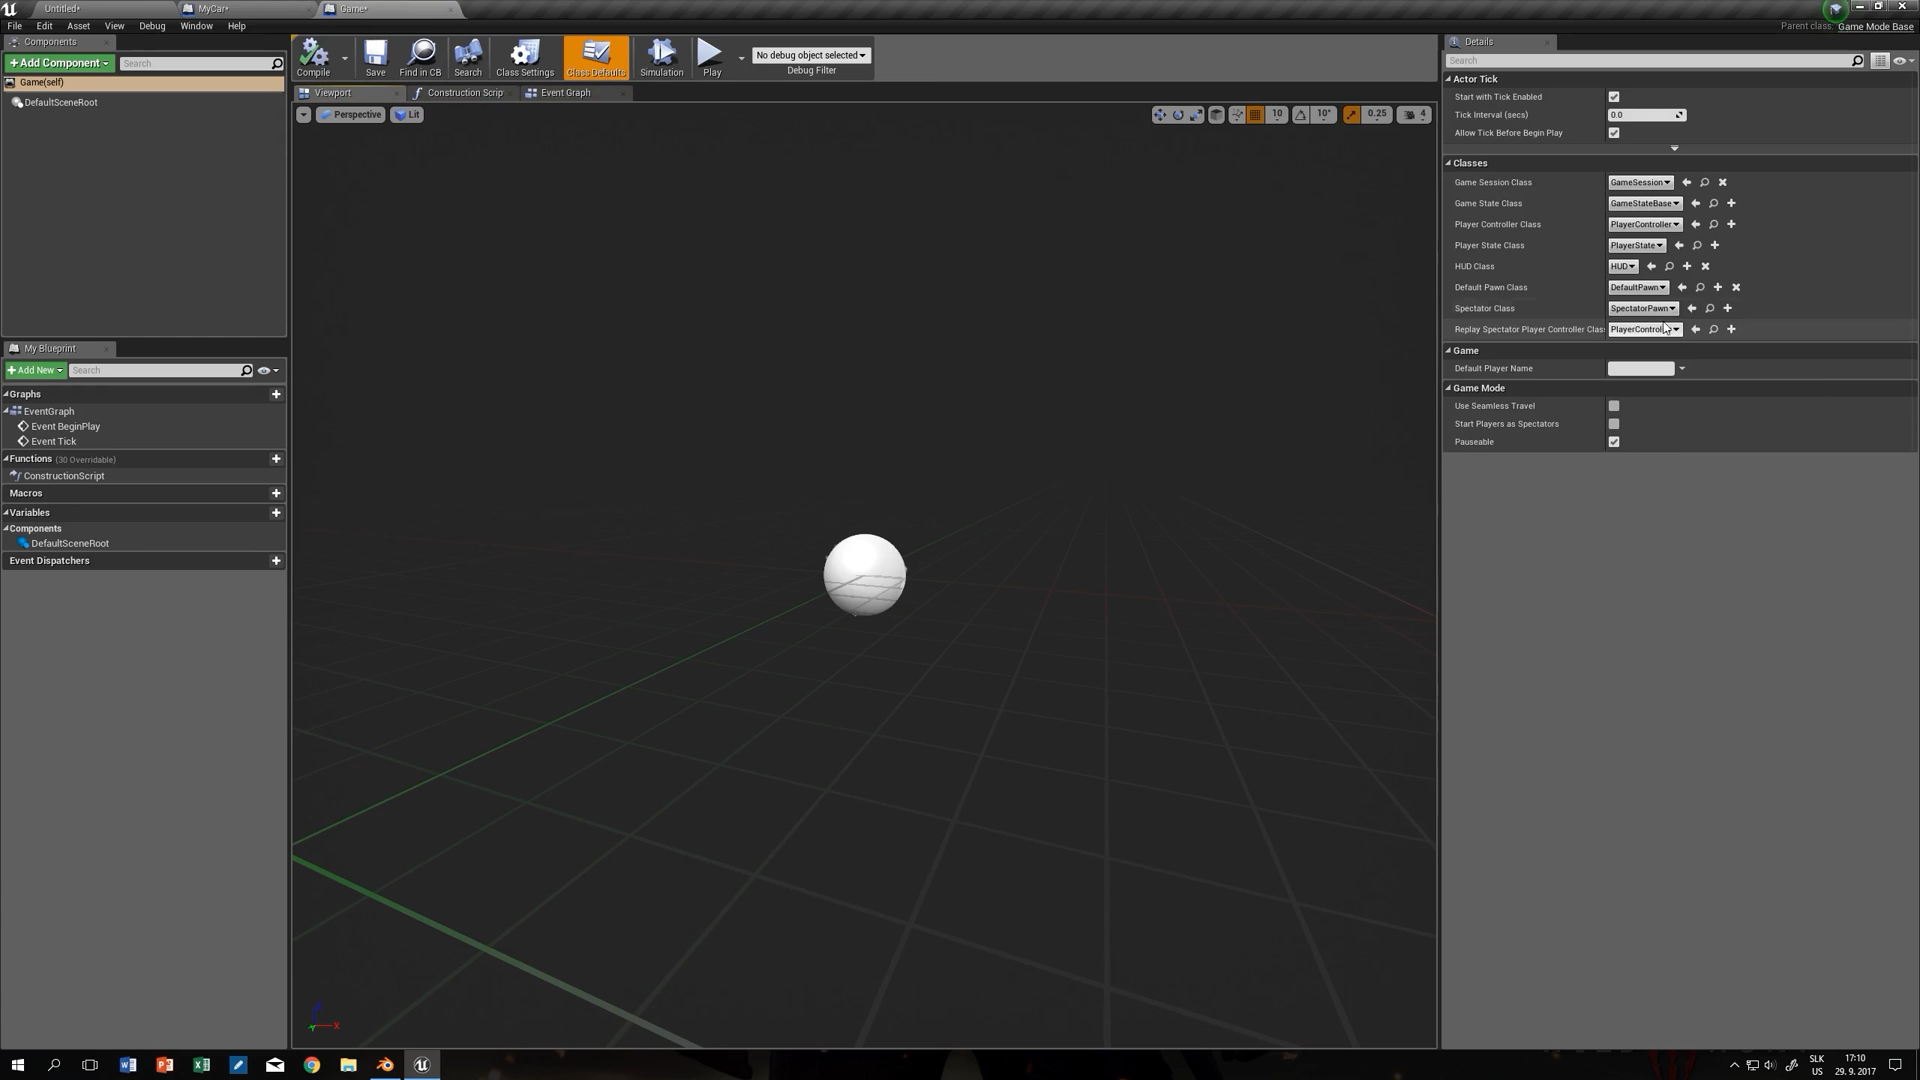 Untitled*
MyCar*
Game*
File Edit Asset View Debug Window Help
Parent class: Game Mode Base
Components
+Add Component
Search
Game(self)
DefaultSceneRoot
Compile
Save
Find in CB
Search
Class Settings
Class Defaults
Simulation
Play
No debug object selected
Debug Filter
Viewport
Construction Scrip
Event Graph
Perspective
Lit
10
10°
0.25
4
My Blueprint
+Add New
Search
Graphs
EventGraph
Event BeginPlay
Event Tick
Functions (30 Overridable)
ConstructionScript
Macros
Variables
Components
DefaultSceneRoot
Event Dispatchers
X
Details
Search
Actor Tick
Start with Tick Enabled
Tick Interval (secs) 0.0
Allow Tick Before Begin Play
Classes
Game Session Class GameSession
Game State Class GameStateBase
Player Controller Class PlayerController
Player State Class PlayerState
HUD Class HUD
Default Pawn Class DefaultPawn
Spectator Class SpectatorPawn
Replay Spectator Player Controller Clas PlayerControl
Game
Default Player Name
Game Mode
Use Seamless Travel
Start Players as Spectators
Pauseable
SLK
US
17:10
29. 9. 2017